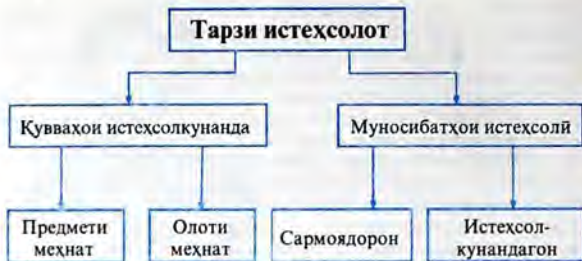 Тарзи истеҳсолот
Қувваҳои истеҳсолкунанда
Муносибатҳои истеҳсолӣ
Предмети
меҳнат
Олоти
меҳнат
Сармоядорон
Истеҳсол-
кунандагон